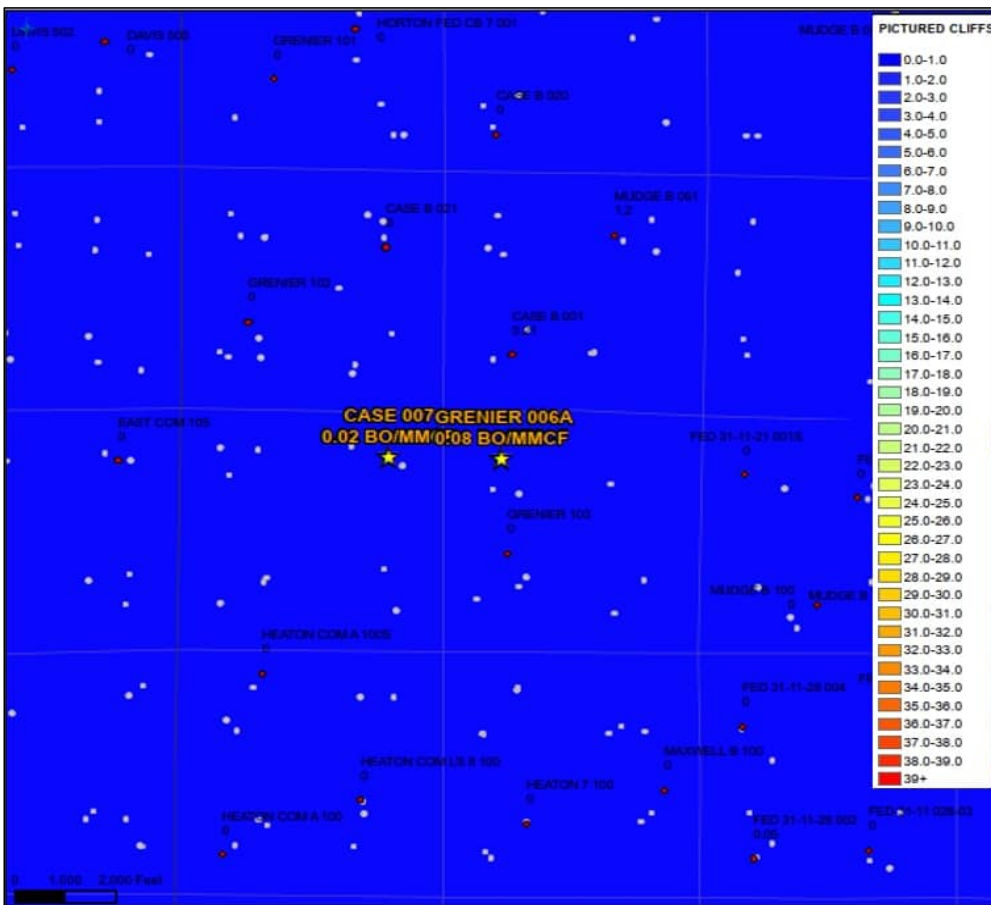 HORTON FED CB 7 001
0
DAVIS 505
0
GRENIER 101
0
0
MUDGE B
CASE B 020
0
MUDGE B 061
1.2
CASE B 021
GRENIER 102
0
CASE B 001
CASE 007
GRENIER 006A
0.02 BO/MM
0.08 BO/MMCF
EAST COM 105
0
FED 31-11-21 001S
0
0
GRENIER 103
0
MUDGE B 100
0
MUDGE B
HEATON COM A 100S
0
FED 31-11-28 004
0
HEATON COM LS 8 100
0
MAXWELL B 100
0
HEATON 7 100
0
HEATON COM A 100
0
FED 31-11-28 002
0.05
0
0 1,000 2,000 Feet
PICTURED CLIFFS
0.0-1.0
1.0-2.0
2.0-3.0
3.0-4.0
4.0-5.0
5.0-6.0
6.0-7.0
7.0-8.0
8.0-9.0
9.0-10.0
10.0-11.0
11.0-12.0
12.0-13.0
13.0-14.0
14.0-15.0
15.0-16.0
16.0-17.0
17.0-18.0
18.0-19.0
19.0-20.0
20.0-21.0
21.0-22.0
22.0-23.0
23.0-24.0
24.0-25.0
25.0-26.0
26.0-27.0
27.0-28.0
28.0-29.0
29.0-30.0
30.0-31.0
31.0-32.0
32.0-33.0
33.0-34.0
34.0-35.0
35.0-36.0
36.0-37.0
37.0-38.0
38.0-39.0
39+